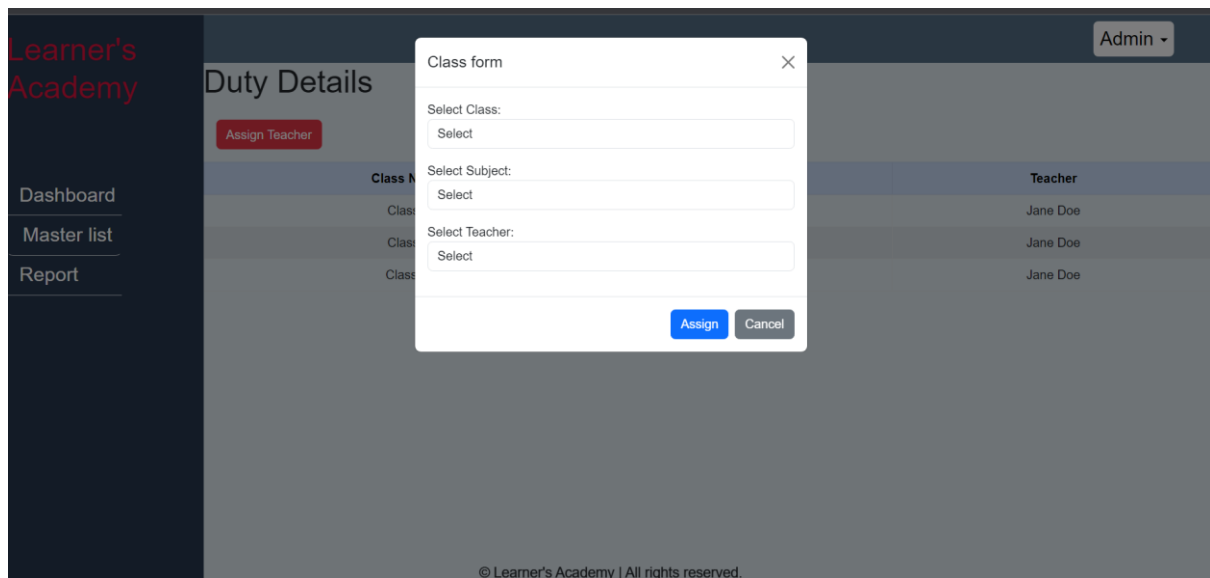 Learner's
Academy
Admin
Class form
Duty Details
Select Class:
Select
Assign Teacher
Select Subject:
Select
Class Teacher
Dashboard
Jane Doe
Master list
Select Teacher:
Jane Doe
Select
Report
Jane Doe
Assign Cancel
© Learner's Academy | All rights reserved.